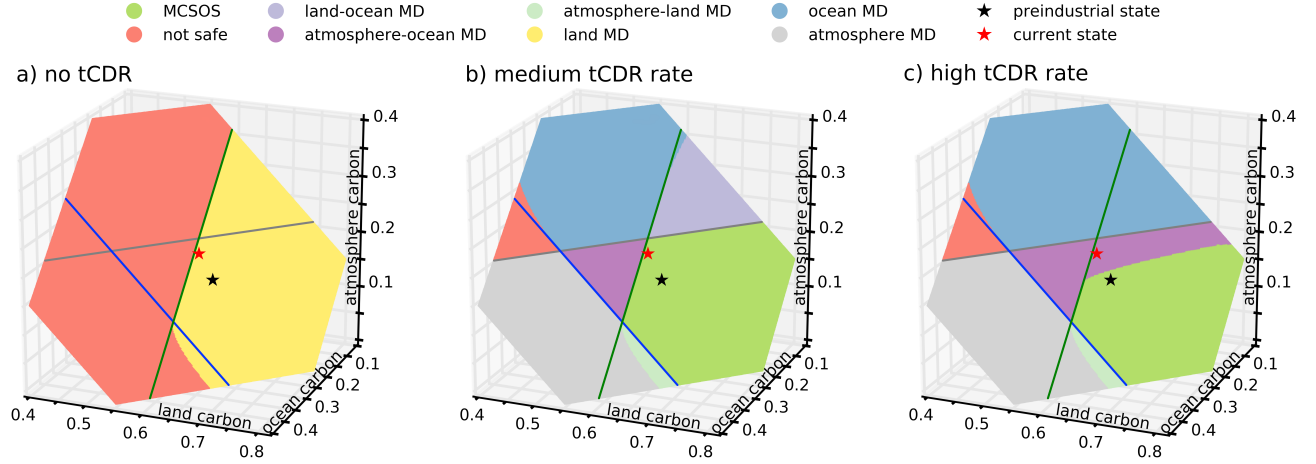 MCSOS
land-ocean MD
atmosphere-land MD
ocean MD
preindustrial state
not safe
atmosphere-ocean MD
land MD
atmosphere MD
current state
a) no tCDR
b) medium tCDR rate
c) high tCDR rate
0.4
0.3
0.2
0.1
atmosphere carbon
0.1
0.2
0.3
0.4
ocean carbon
0.4
0.5
0.6
0.7
0.8
land carbon
0.4
0.3
0.2
0.1
atmosphere carbon
0.1
0.2
0.3
0.4
ocean carbon
0.4
0.5
0.6
0.7
0.8
land carbon
0.4
0.3
0.2
0.1
atmosphere carbon
0.1
0.2
0.3
0.4
ocean carbon
0.4
0.5
0.6
0.7
0.8
land carbon